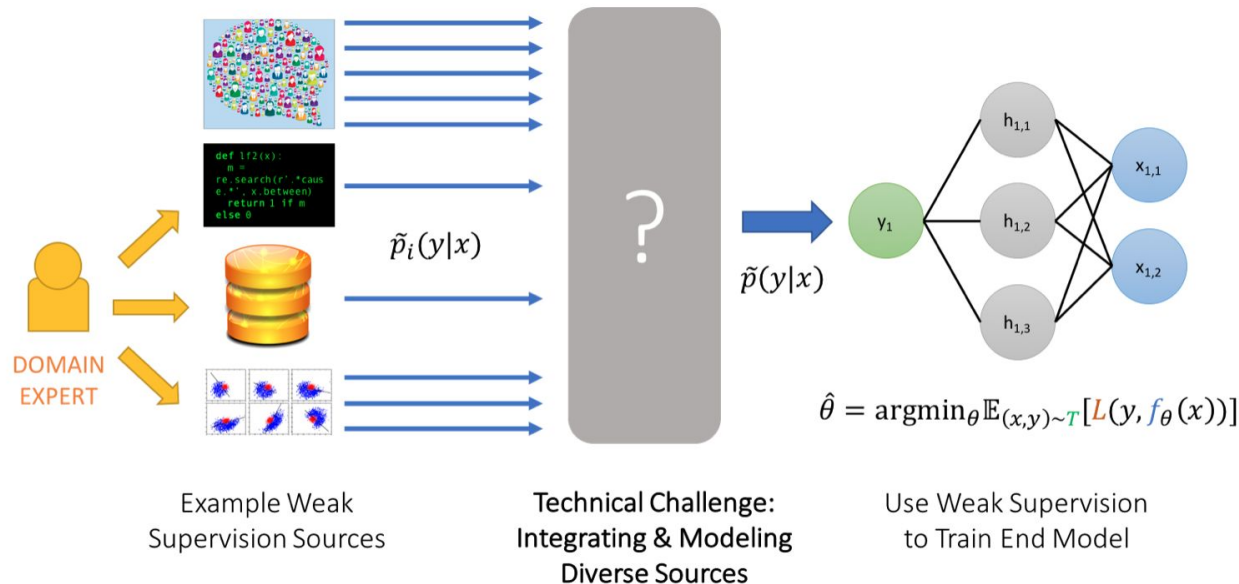 def lf2(x):
m =
re.search(r'.*caus
e.*', x.between)
return 1 if m
else 0
DOMAIN
EXPERT
p̃ᵢ(y|x)
?
p̃(y|x)
y₁
h₁,₁
h₁,₂
h₁,₃
x₁,₁
x₁,₂
θ̂ = argmin_θ 𝔼_(x,y)~T[L(y, f_θ(x))]
Example Weak
Supervision Sources
Technical Challenge:
Integrating & Modeling
Diverse Sources
Use Weak Supervision
to Train End Model